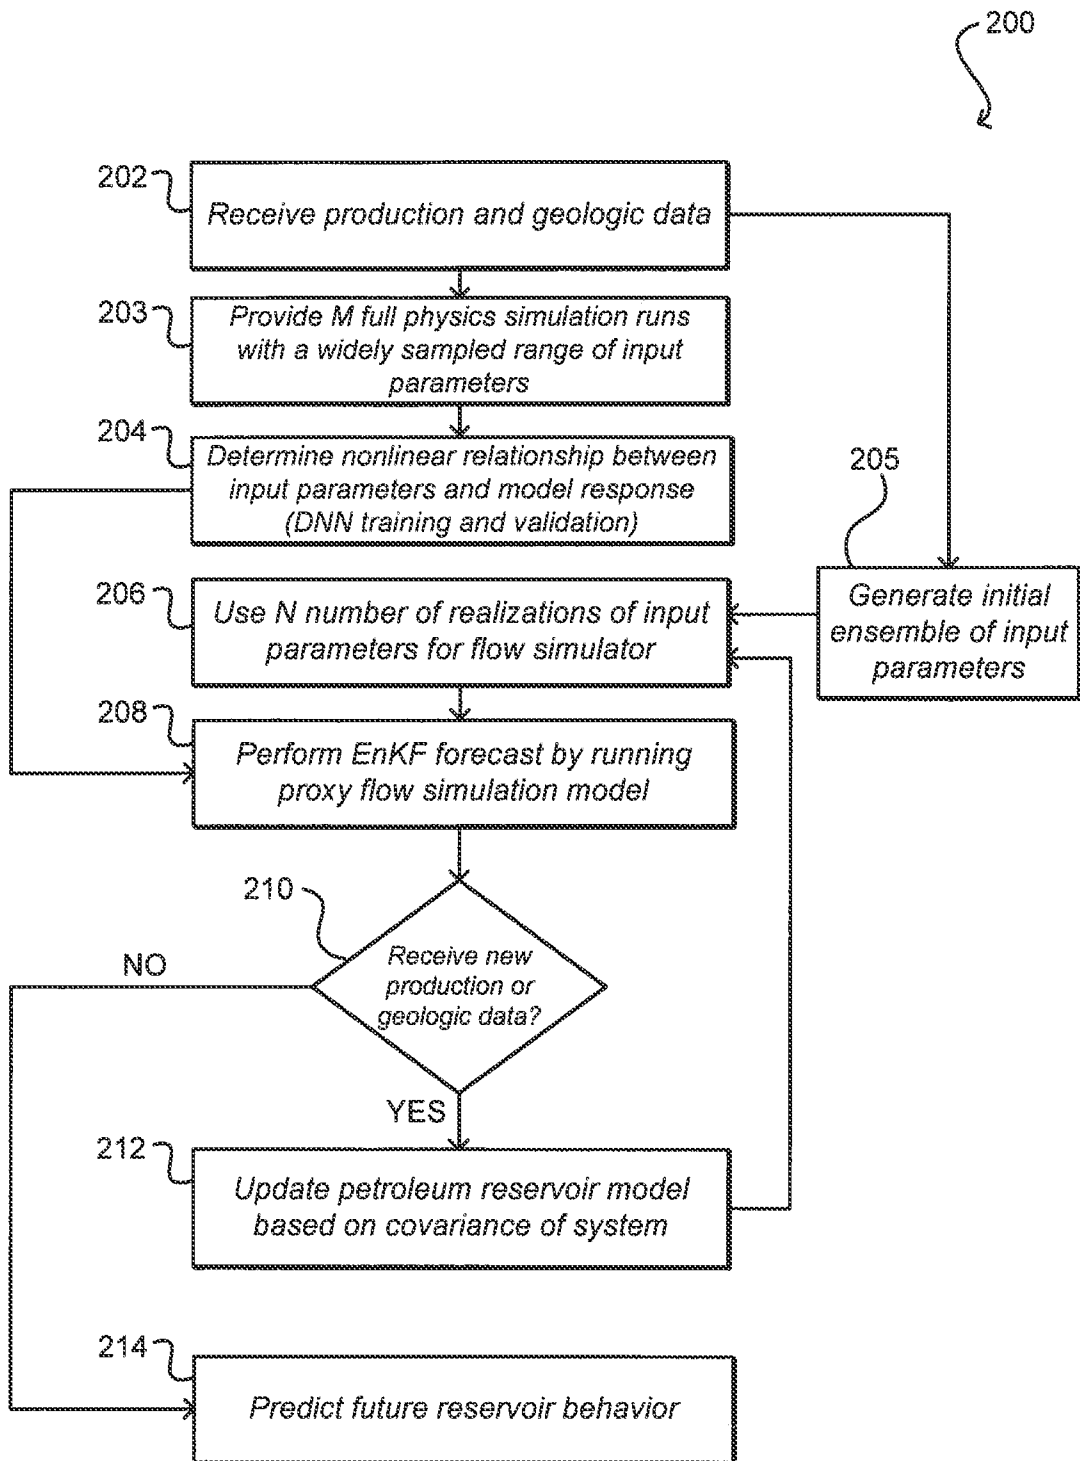 200
202
Receive production and geologic data
203
Provide M full physics simulation runs
with a widely sampled range of input
parameters
204
Determine nonlinear relationship between
input parameters and model response
(DNN training and validation)
205
Generate initial
ensemble of input
parameters
206
Use N number of realizations of input
parameters for flow simulator
208
Perform EnKF forecast by running
proxy flow simulation model
210
Receive new
production or
geologic data?
NO
YES
212
Update petroleum reservoir model
based on covariance of system
214
Predict future reservoir behavior